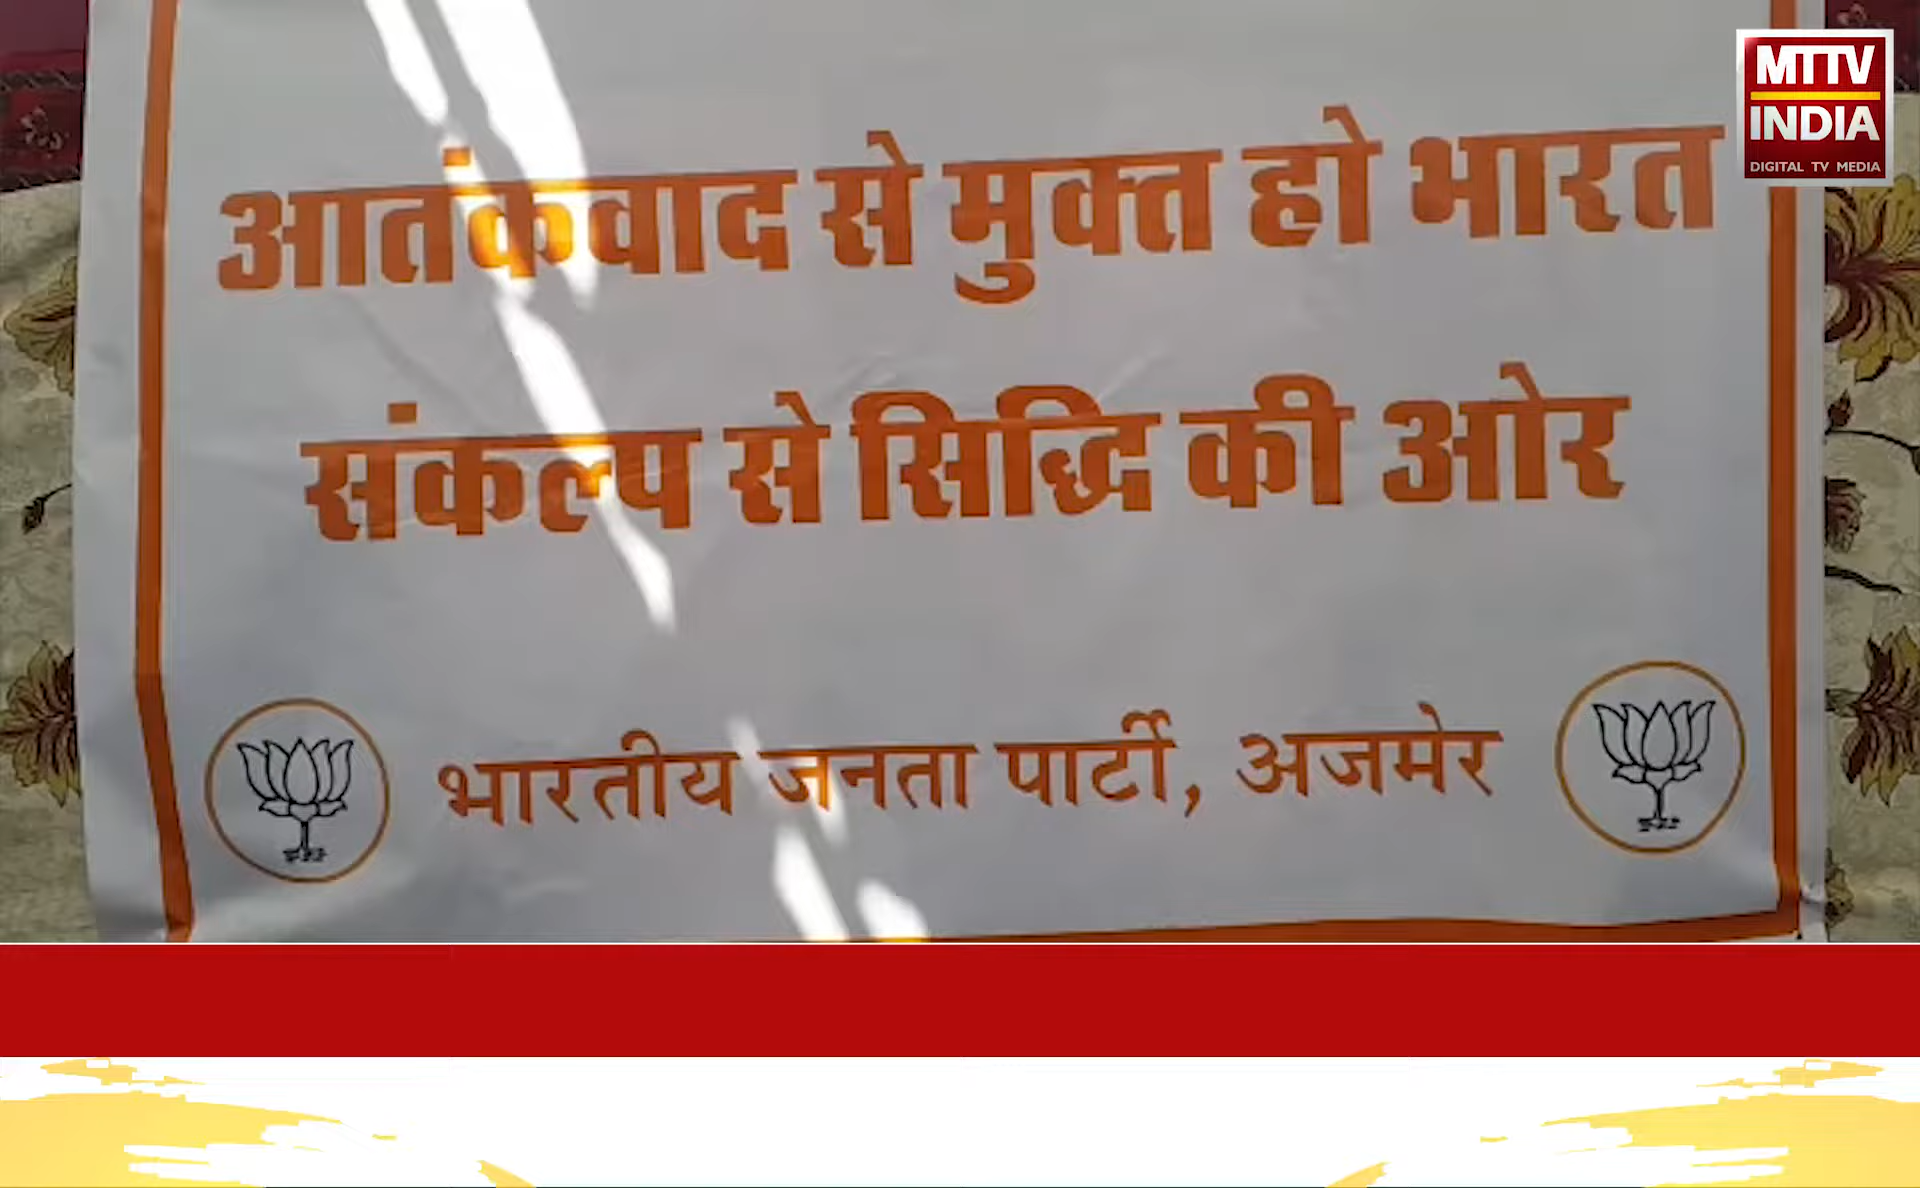 MTTV
INDIA
DIGITAL TV MEDIA
आतंकवाद से मुक्त हो भारत
संकल्प से सिद्धि की ओर
भारतीय जनता पार्टी, अजमेर